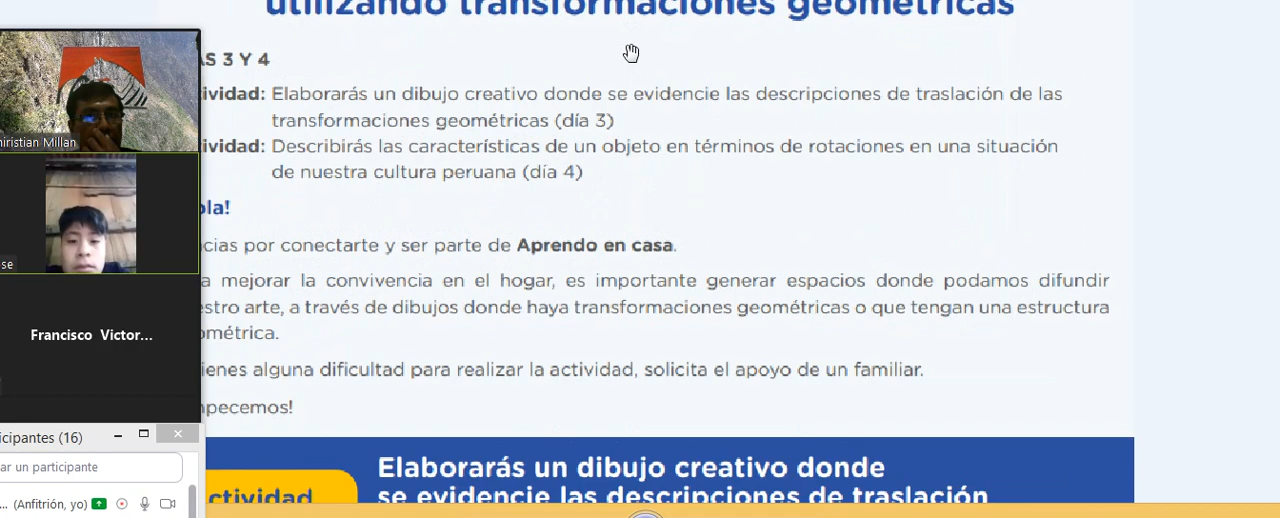 utilizando transformaciones geométricas
AS 3 Y 4
ividad: Elaborarás un dibujo creativo donde se evidencie las descripciones de traslación de las
transformaciones geométricas (día 3)
ividad: Describirás las características de un objeto en términos de rotaciones en una situación
de nuestra cultura peruana (día 4)
ola!
cias por conectarte y ser parte de Aprendo en casa.
a mejorar la convivencia en el hogar, es importante generar espacios donde podamos difundir
estro arte, a través de dibujos donde haya transformaciones geométricas o que tengan una estructura
ométrica.
ienes alguna dificultad para realizar la actividad, solicita el apoyo de un familiar.
mpecemos!
Elaborarás un dibujo creativo donde
se evidencie las descripciones de traslación
ctividad
hiristian Millan
se
Francisco Victor...
icipantes (16)
ar un participante
... (Anfitrión, yo)